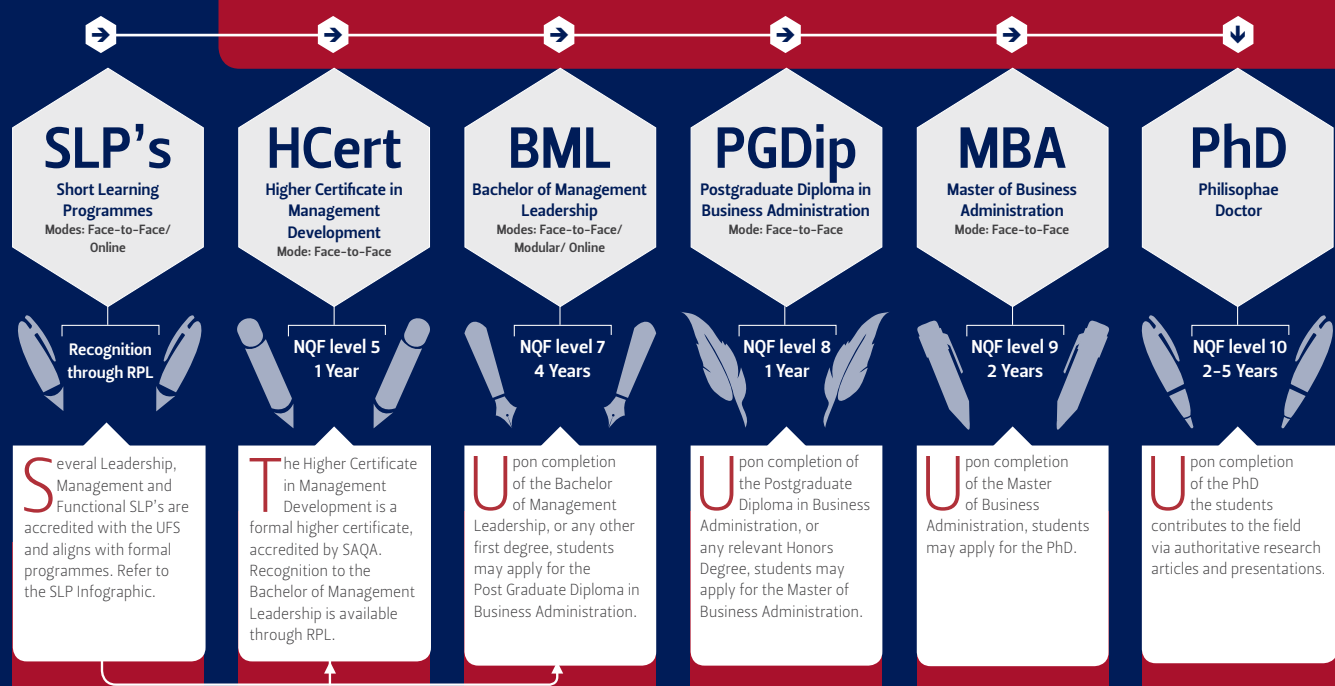 SLP's
Short Learning
Programmes
Modes: Face-to-Face/
Online
Recognition
through RPL
Several Leadership,
Management and
Functional SLP's are
accredited with the UFS
and aligns with formal
programmes. Refer to
the SLP Infographic.
HCert
Higher Certificate in
Management
Development
Mode: Face-to-Face
NQF level 5
1 Year
The Higher Certificate
in Management
Development is a
formal higher certificate,
accredited by SAQA.
Recognition to the
Bachelor of Management
Leadership is available
through RPL.
BML
Bachelor of Management
Leadership
Modes: Face-to-Face/
Modular/ Online
NQF level 7
4 Years
Upon completion
of the Bachelor
of Management
Leadership, or any other
first degree, students
may apply for the
Post Graduate Diploma in
Business Administration.
PGDip
Postgraduate Diploma in
Business Administration
Mode: Face-to-Face
NQF level 8
1 Year
Upon completion of
the Postgraduate
Diploma in Business
Administration, or
any relevant Honors
Degree, students may
apply for the Master of
Business Administration.
MBA
Master of Business
Administration
Mode: Face-to-Face
NQF level 9
2 Years
Upon completion
of the Master
of Business
Administration, students
may apply for the PhD.
PhD
Philisophae
Doctor
NQF level 10
2-5 Years
Upon completion
of the PhD
the students
contributes to the field
via authoritative research
articles and presentations.